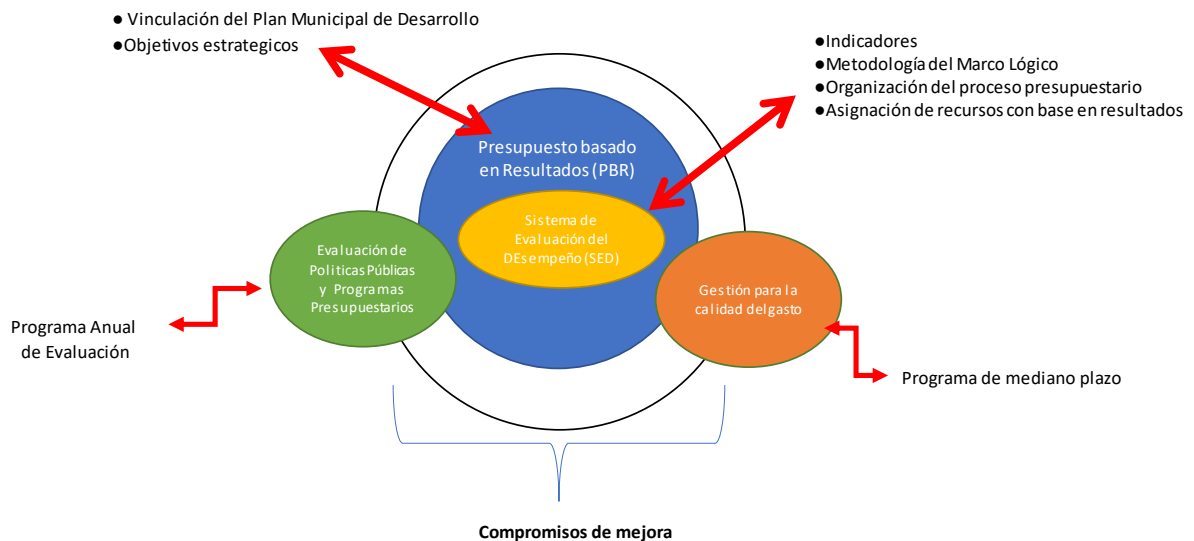 ● Vinculación del Plan Municipal de Desarrollo
●Objetivos estrategicos
●Indicadores
●Metodología del Marco Lógico
●Organización del proceso presupuestario
●Asignación de recursos con base en resultados
Presupuesto basado
en Resultados (PBR)
Sistema de
Evaluación del
DEsempeño (SED)
Evaluación de
Politicas Públicas
y Programas
Presupuestarios
Gestión para la
calidad del gasto
Programa Anual
de Evaluación
Programa de mediano plazo
Compromisos de mejora